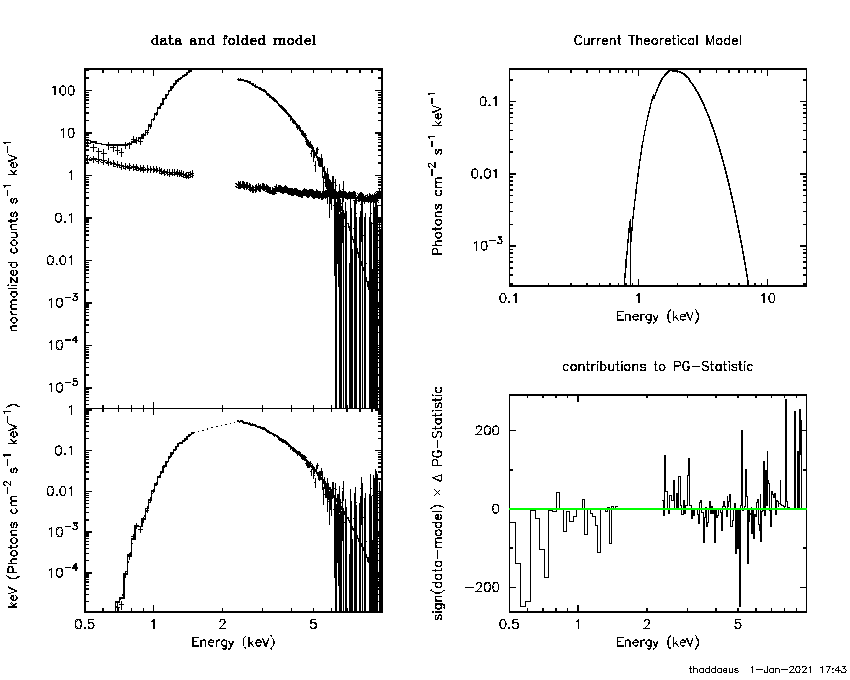 data and folded model
normalized counts s⁻¹ keV⁻¹
100
10
1
0.1
0.01
10⁻³
10⁻⁴
10⁻⁵
keV (Photons cm⁻² s⁻¹ keV⁻¹)
1
0.1
0.01
10⁻³
10⁻⁴
0.5 1 2 5
Energy (keV)
Current Theoretical Model
Photons cm⁻² s⁻¹ keV⁻¹
0.1
0.01
10⁻³
0.1 1 10
Energy (keV)
contributions to PG-Statistic
sign(data-model) × Δ PG-Statistic
200
0
-200
0.5 1 2 5
Energy (keV)
thaddaeus 1-Jan-2021 17:43